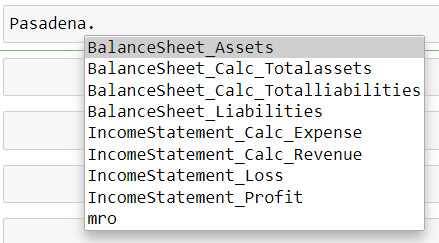 Pasadena.
BalanceSheet_Assets
BalanceSheet_Calc_Totalassets
BalanceSheet_Calc_Totalliabilities
BalanceSheet_Liabilities
IncomeStatement_Calc_Expense
IncomeStatement_Calc_Revenue
IncomeStatement_Loss
IncomeStatement_Profit
mro